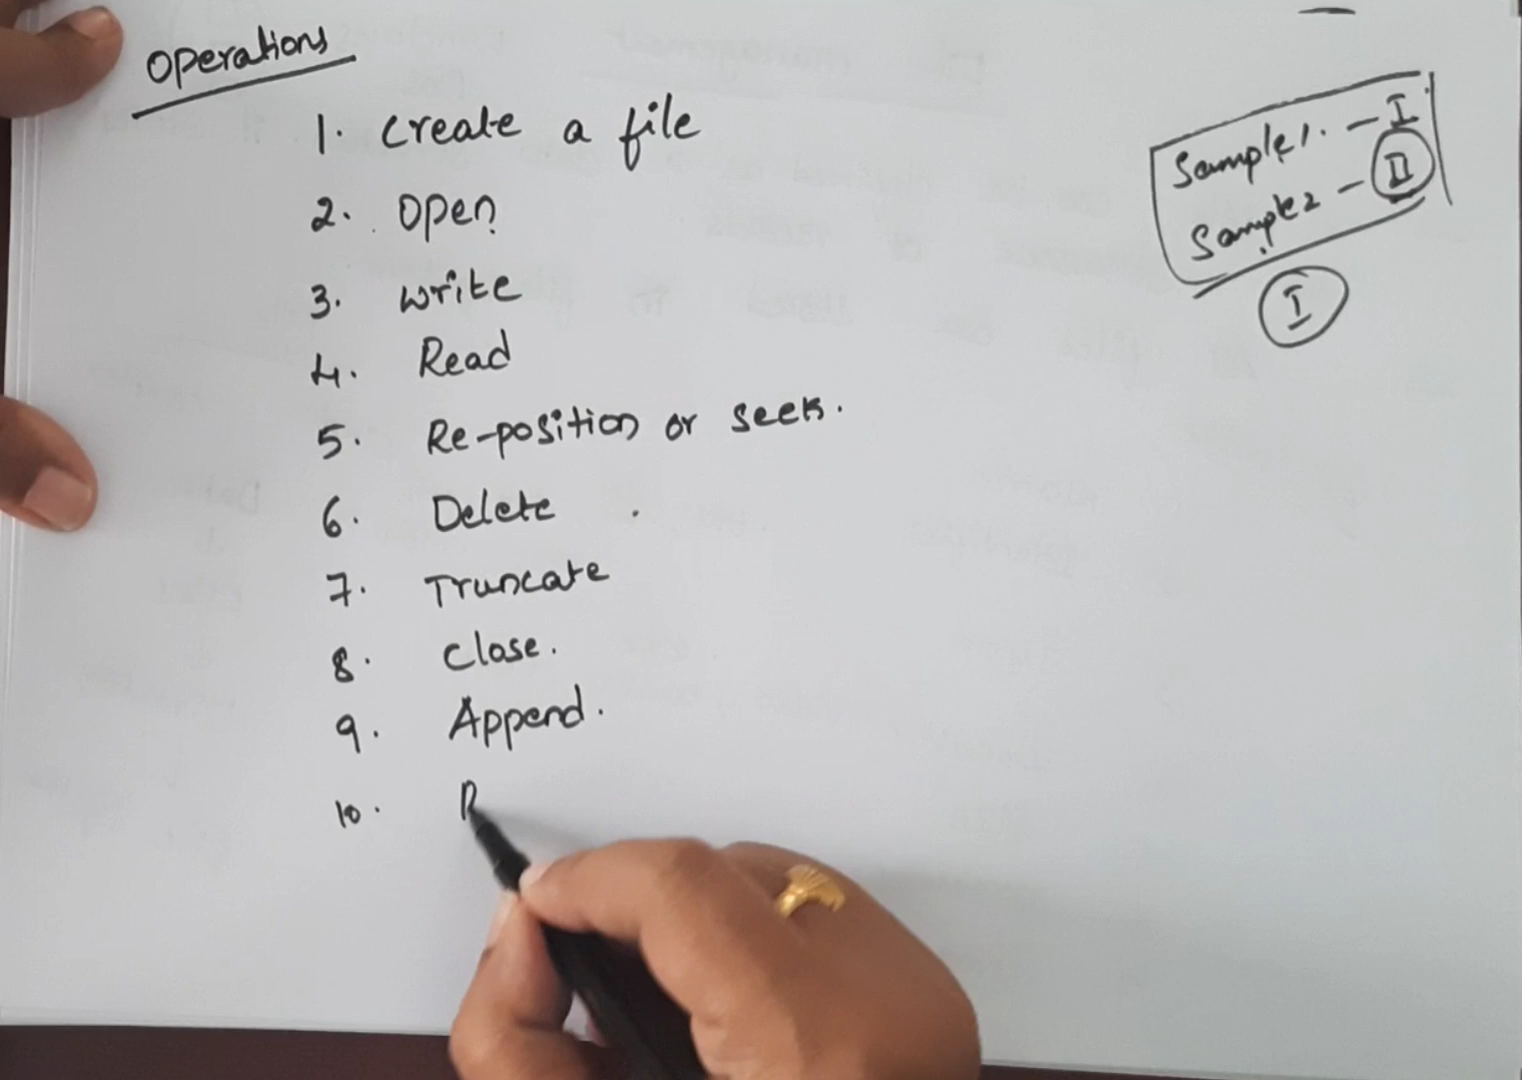 Operations
1. Create a file
2. Open
3. Write
4. Read
5. Re-position or seek.
6. Delete .
7. Truncate
8. Close.
9. Append.
10. R
Sample1. - I
Sample2 - II
I